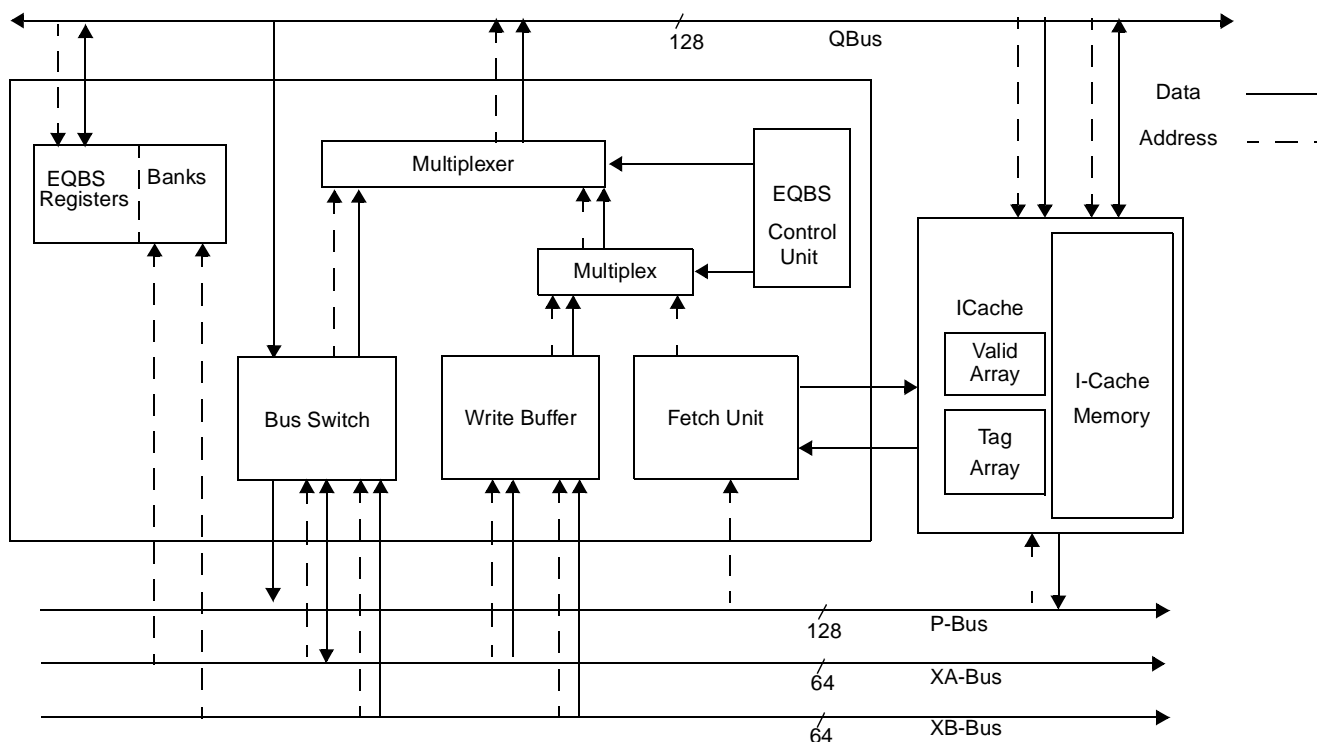 128
QBus
Data
Address
Multiplexer
EQBS
Registers
Banks
EQBS
Control
Unit
Multiplex
ICache
Valid
Array
I-Cache
Memory
Bus Switch
Write Buffer
Fetch Unit
Tag
Array
128
P-Bus
64
XA-Bus
64
XB-Bus